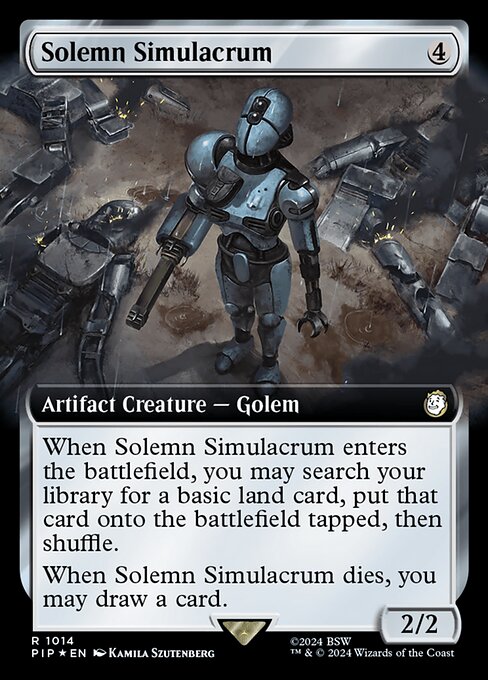 Solemn Simulacrum 4
Artifact Creature — Golem
When Solemn Simulacrum enters
the battlefield, you may search your
library for a basic land card, put that
card onto the battlefield tapped, then
shuffle.
When Solemn Simulacrum dies, you
may draw a card.
2/2
R 1014
PIP★EN Kamila Szutenberg
©2024 BSW
™ & © 2024 Wizards of the Coast